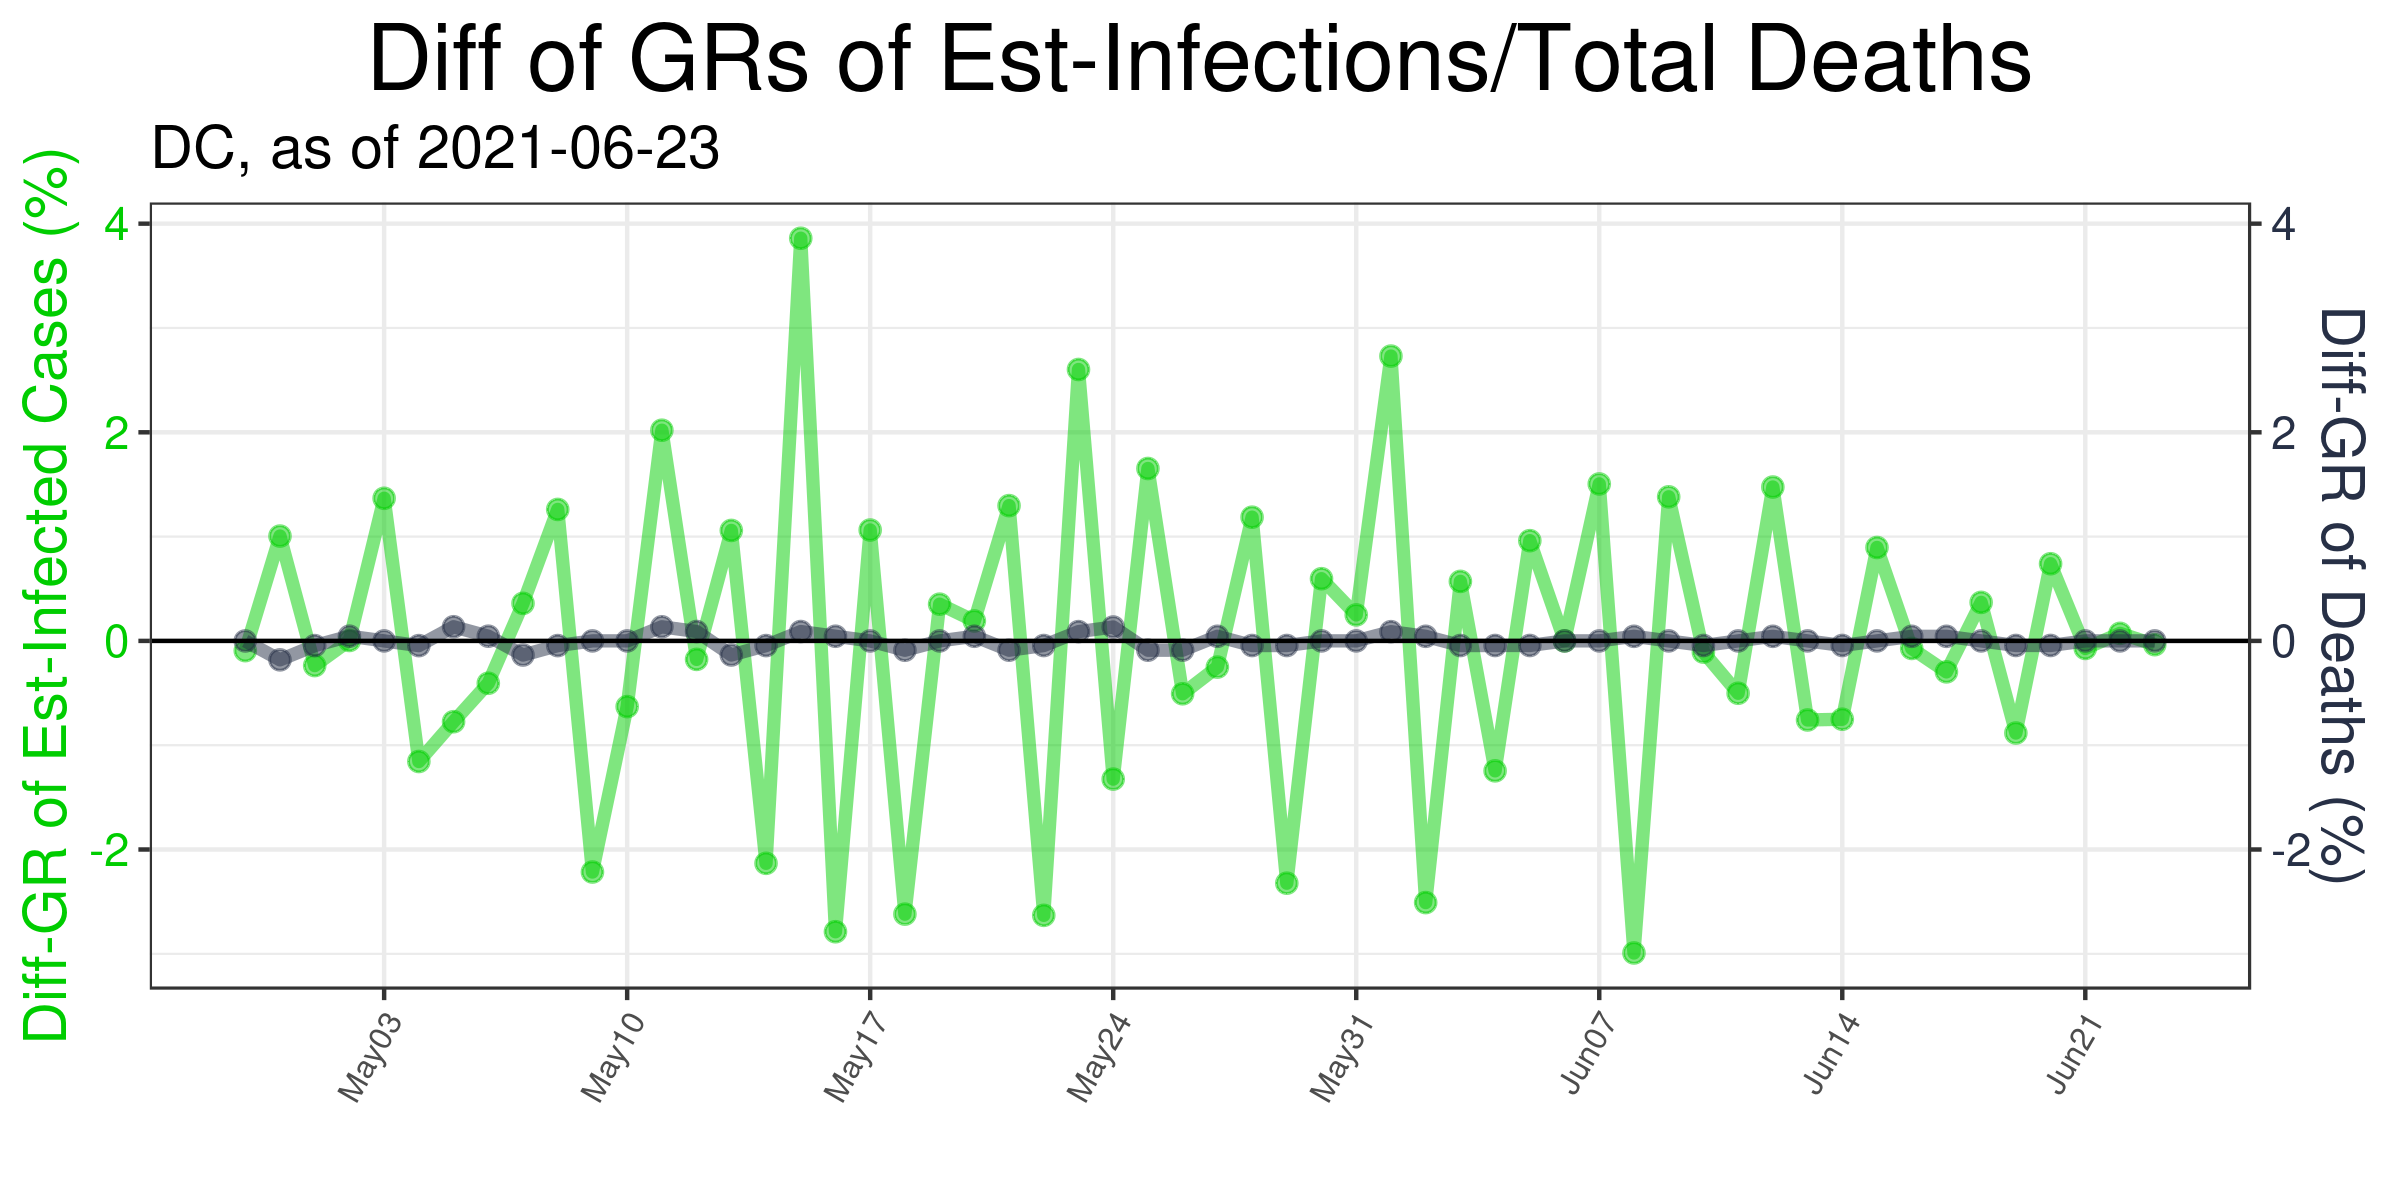 Diff of GRs of Est-Infections/Total Deaths
DC, as of 2021-06-23
Diff-GR of Est-Infected Cases (%)
4
2
0
-2
4
2
0
-2
Diff-GR of Deaths (%)
May03
May10
May17
May24
May31
Jun07
Jun14
Jun21